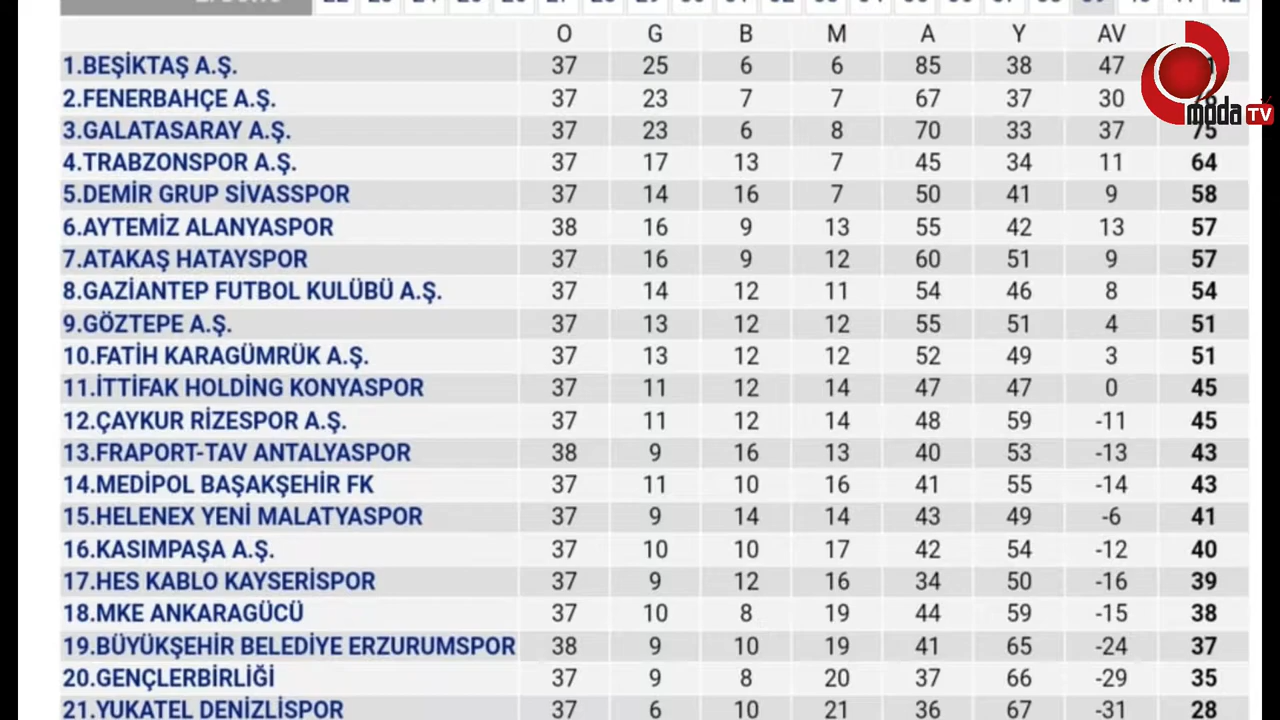 O G B M A Y AV
1.BEŞİKTAŞ A.Ş. 37 25 6 6 85 38 47
2.FENERBAHÇE A.Ş. 37 23 7 7 67 37 30
3.GALATASARAY A.Ş. 37 23 6 8 70 33 37 75
4.TRABZONSPOR A.Ş. 37 17 13 7 45 34 11 64
5.DEMİR GRUP SİVASSPOR 37 14 16 7 50 41 9 58
6.AYTEMİZ ALANYASPOR 38 16 9 13 55 42 13 57
7.ATAKAŞ HATAYSPOR 37 16 9 12 60 51 9 57
8.GAZİANTEP FUTBOL KULÜBÜ A.Ş. 37 14 12 11 54 46 8 54
9.GÖZTEPE A.Ş. 37 13 12 12 55 51 4 51
10.FATİH KARAGÜMRÜK A.Ş. 37 13 12 12 52 49 3 51
11.İTTİFAK HOLDİNG KONYASPOR 37 11 12 14 47 47 0 45
12.ÇAYKUR RİZESPOR A.Ş. 37 11 12 14 48 59 -11 45
13.FRAPORT-TAV ANTALYASPOR 38 9 16 13 40 53 -13 43
14.MEDİPOL BAŞAKŞEHİR FK 37 11 10 16 41 55 -14 43
15.HELENEX YENİ MALATYASPOR 37 9 14 14 43 49 -6 41
16.KASIMPAŞA A.Ş. 37 10 10 17 42 54 -12 40
17.HES KABLO KAYSERİSPOR 37 9 12 16 34 50 -16 39
18.MKE ANKARAGÜCÜ 37 10 8 19 44 59 -15 38
19.BÜYÜKŞEHİR BELEDİYE ERZURUMSPOR 38 9 10 19 41 65 -24 37
20.GENÇLERBİRLİĞİ 37 9 8 20 37 66 -29 35
21.YUKATEL DENİZLİSPOR 37 6 10 21 36 67 -31 28
moda TV